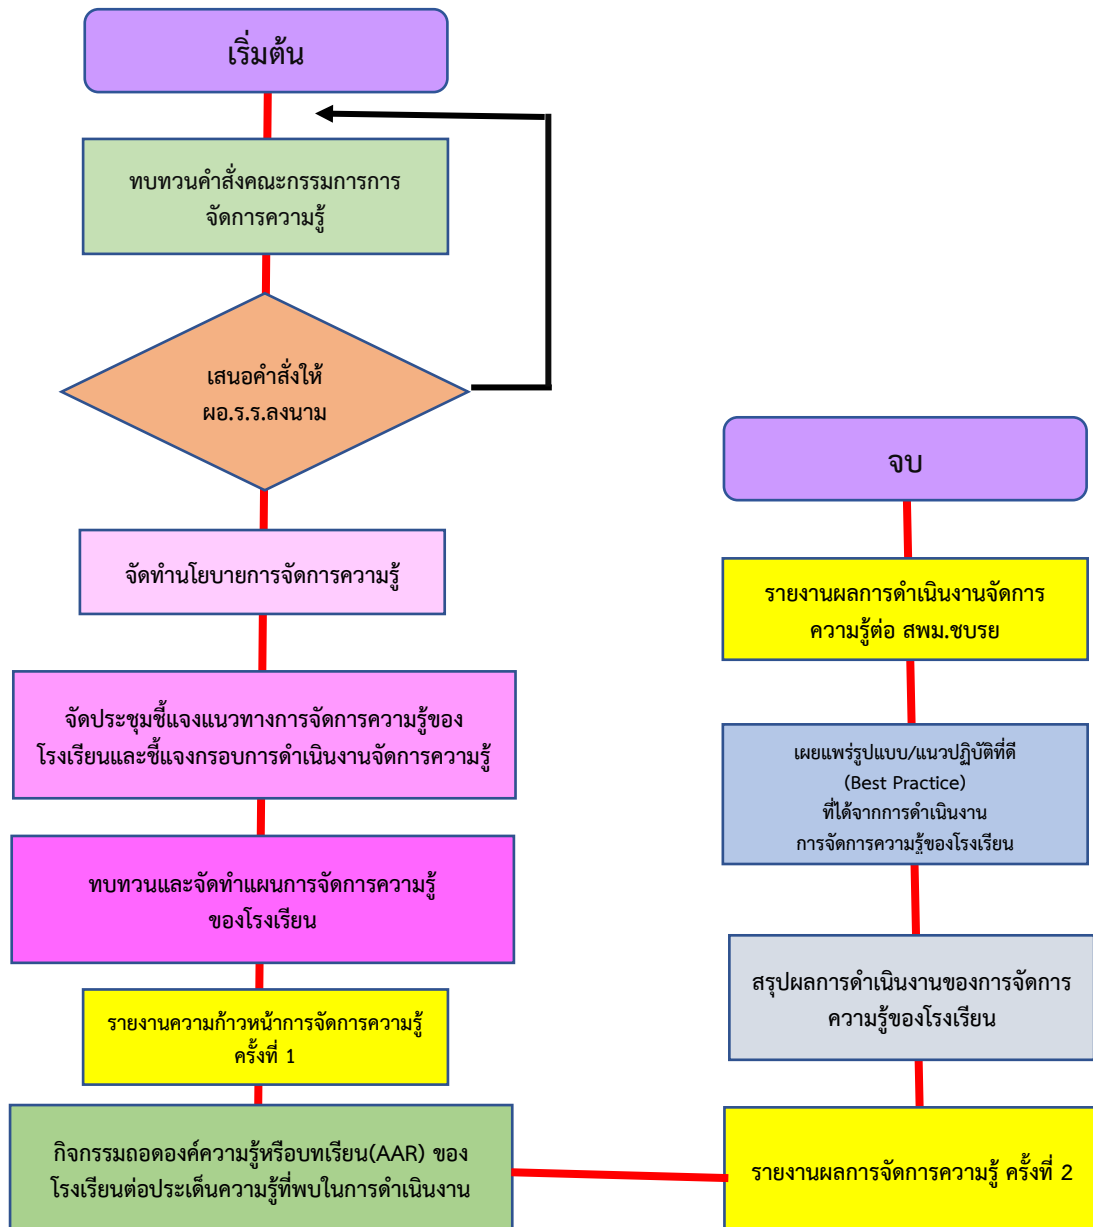 เริ่มต้น
ทบทวนคำสั่งคณะกรรมการการ
จัดการความรู้
เสนอคำสั่งให้
ผอ.ร.ร.ลงนาม
จัดทำนโยบายการจัดการความรู้
จัดประชุมชี้แจงแนวทางการจัดการความรู้ของ
โรงเรียนและชี้แจงกรอบการดำเนินงานจัดการความรู้
ทบทวนและจัดทำแผนการจัดการความรู้
ของโรงเรียน
รายงานความก้าวหน้าการจัดการความรู้
ครั้งที่ 1
กิจกรรมถอดองค์ความรู้หรือบทเรียน(AAR) ของ
โรงเรียนต่อประเด็นความรู้ที่พบในการดำเนินงาน
รายงานผลการจัดการความรู้ ครั้งที่ 2
สรุปผลการดำเนินงานของการจัดการ
ความรู้ของโรงเรียน
เผยแพร่รูปแบบ/แนวปฏิบัติที่ดี
(Best Practice)
ที่ได้จากการดำเนินงาน
การจัดการความรู้ของโรงเรียน
รายงานผลการดำเนินงานจัดการ
ความรู้ต่อ สพม.ชบรย
จบ